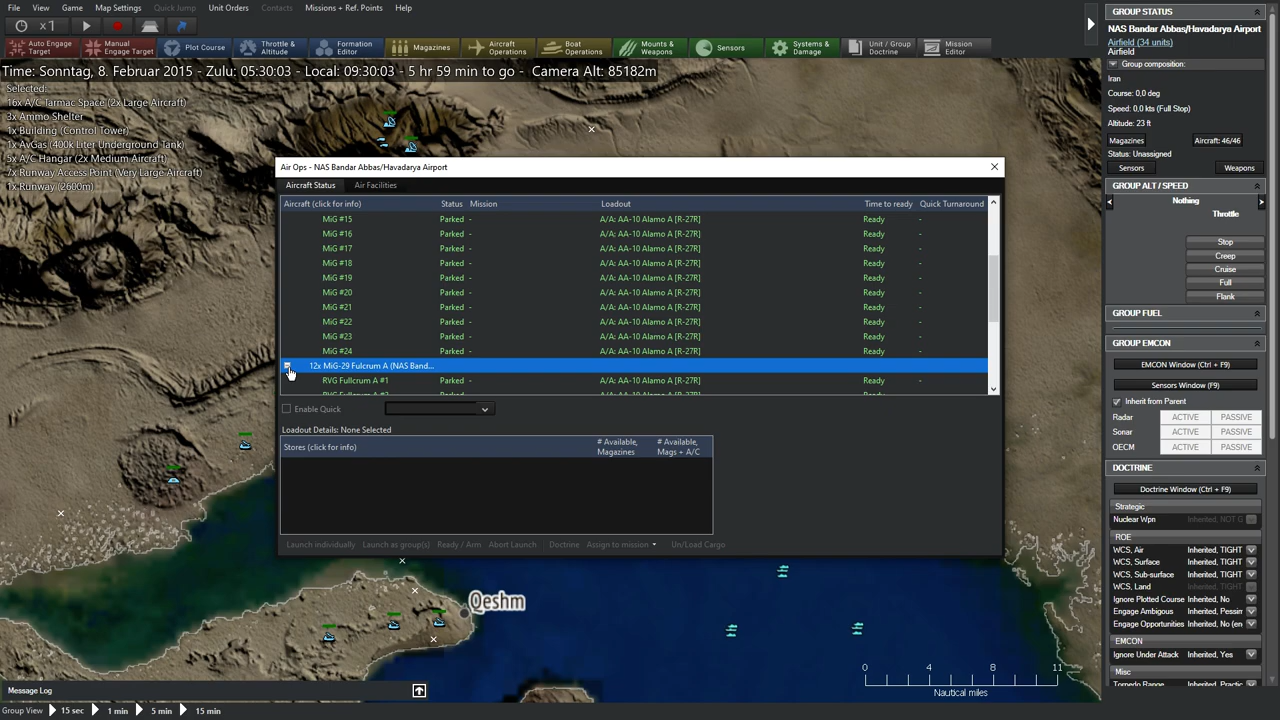 File View Game Map Settings Quick Jump Unit Orders Contacts Missions + Ref. Points Help
x1
Auto Engage Target
Manual Engage Target
Plot Course
Throttle & Altitude
Formation Editor
Magazines
Aircraft Operations
Boat Operations
Mounts & Weapons
Sensors
Systems & Damage
Unit / Group Doctrine
Mission Editor
Time: Sonntag, 8. Februar 2015 - Zulu: 05:30:03 - Local: 09:30:03 - 5 hr 59 min to go - Camera Alt: 85182m
Selected:
16x A/C Tarmac Space (2x Large Aircraft)
3x Ammo Shelter
1x Building (Control Tower)
1x AvGas (400k Liter Underground Tank)
5x A/C Hangar (2x Medium Aircraft)
7x Runway Access Point (Very Large Aircraft)
1x Runway (2600m)
Air Ops - NAS Bandar Abbas/Havadarya Airport
Aircraft Status Air Facilities
Aircraft (click for info) Status Mission Loadout Time to ready Quick Turnaround
MiG #15 Parked - A/A: AA-10 Alamo A [R-27R] Ready -
MiG #16 Parked - A/A: AA-10 Alamo A [R-27R] Ready -
MiG #17 Parked - A/A: AA-10 Alamo A [R-27R] Ready -
MiG #18 Parked - A/A: AA-10 Alamo A [R-27R] Ready -
MiG #19 Parked - A/A: AA-10 Alamo A [R-27R] Ready -
MiG #20 Parked - A/A: AA-10 Alamo A [R-27R] Ready -
MiG #21 Parked - A/A: AA-10 Alamo A [R-27R] Ready -
MiG #22 Parked - A/A: AA-10 Alamo A [R-27R] Ready -
MiG #23 Parked - A/A: AA-10 Alamo A [R-27R] Ready -
MiG #24 Parked - A/A: AA-10 Alamo A [R-27R] Ready -
12x MiG-29 Fulcrum A (NAS Band...
RVG Fullcrum A #1 Parked - A/A: AA-10 Alamo A [R-27R] Ready -
Enable Quick
Loadout Details: None Selected
Stores (click for info) # Available, Magazines # Available, Mags + A/C
Launch individually Launch as group(s) Ready / Arm Abort Launch Doctrine Assign to mission Un/Load Cargo
Qeshm
0 4 8 11
Nautical miles
Message Log
Group View 15 sec 1 min 5 min 15 min
GROUP STATUS
NAS Bandar Abbas/Havadarya Airport
Airfield (34 units)
Airfield
Group composition:
Iran
Course: 0,0 deg
Speed: 0,0 kts (Full Stop)
Altitude: 23 ft
Magazines Aircraft: 46/46
Status: Unassigned
Sensors Weapons
GROUP ALT / SPEED
Nothing
Throttle
Stop
Creep
Cruise
Full
Flank
GROUP FUEL
GROUP EMCON
EMCON Window (Ctrl + F9)
Sensors Window (F9)
Inherit from Parent
Radar ACTIVE PASSIVE
Sonar ACTIVE PASSIVE
OECM ACTIVE PASSIVE
DOCTRINE
Doctrine Window (Ctrl + F9)
Strategic
Nuclear Wpn Inherited, NOT G
ROE
WCS, Air Inherited, TIGHT
WCS, Surface Inherited, TIGHT
WCS, Sub-surface Inherited, TIGHT
WCS, Land Inherited, TIGHT
Ignore Plotted Course Inherited, No
Engage Ambiguous Inherited, Pessim
Engage Opportunities Inherited, No (en
EMCON
Ignore Under Attack Inherited, Yes
Misc